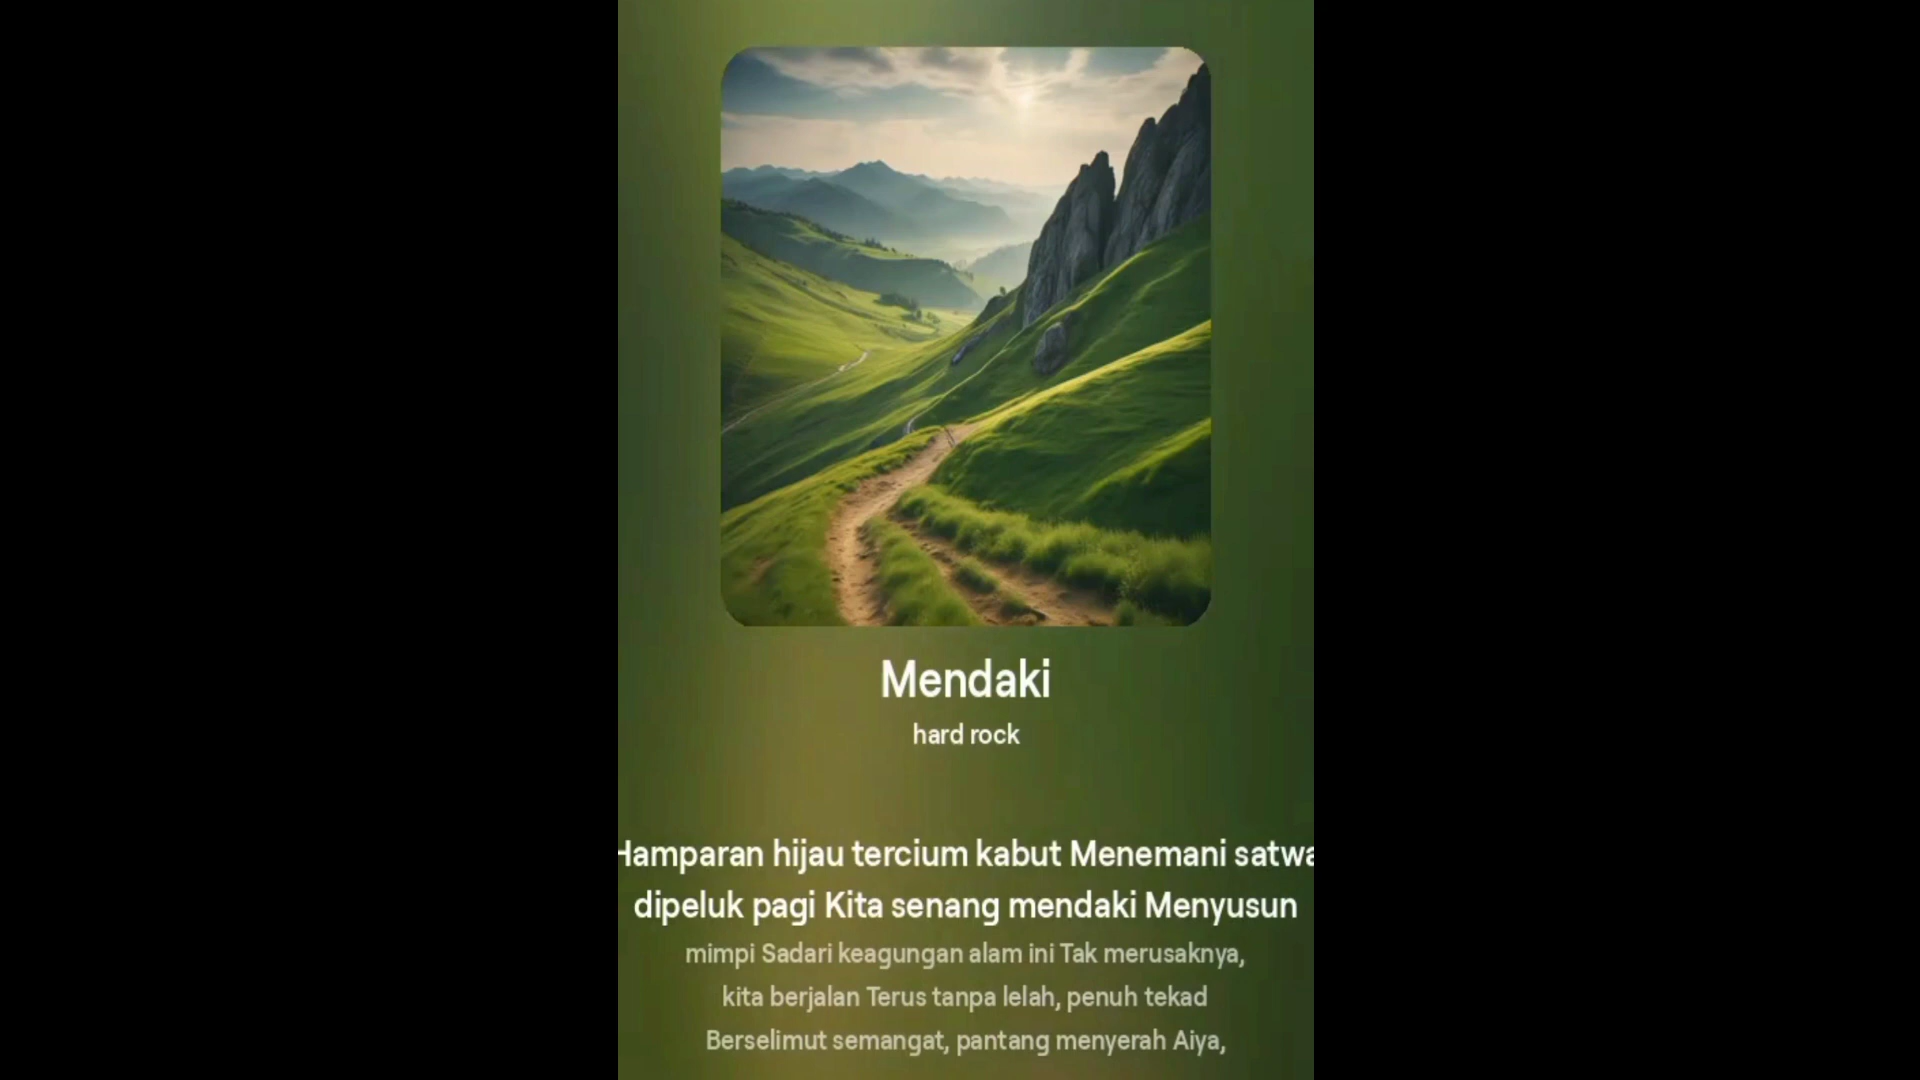 Mendaki
hard rock
Hamparan hijau tercium kabut Menemani satwa
dipeluk pagi Kita senang mendaki Menyusun
mimpi Sadari keagungan alam ini Tak merusaknya,
kita berjalan Terus tanpa lelah, penuh tekad
Berselimut semangat, pantang menyerah Aiya,